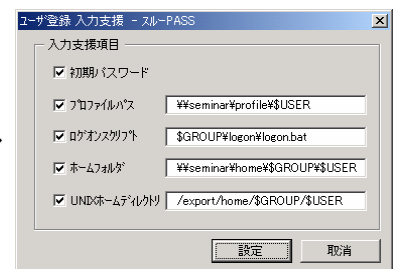 ユーザ登録 入力支援 - スルーPASS
入力支援項目
初期パスワード
プロファイルパス ¥¥seminar¥profile¥$USER
ログオンスクリプト $GROUP¥logon¥logon.bat
ホームフォルダ ¥¥seminar¥home¥$GROUP¥$USER
UNIXホームディレクトリ /export/home/$GROUP/$USER
設定 取消